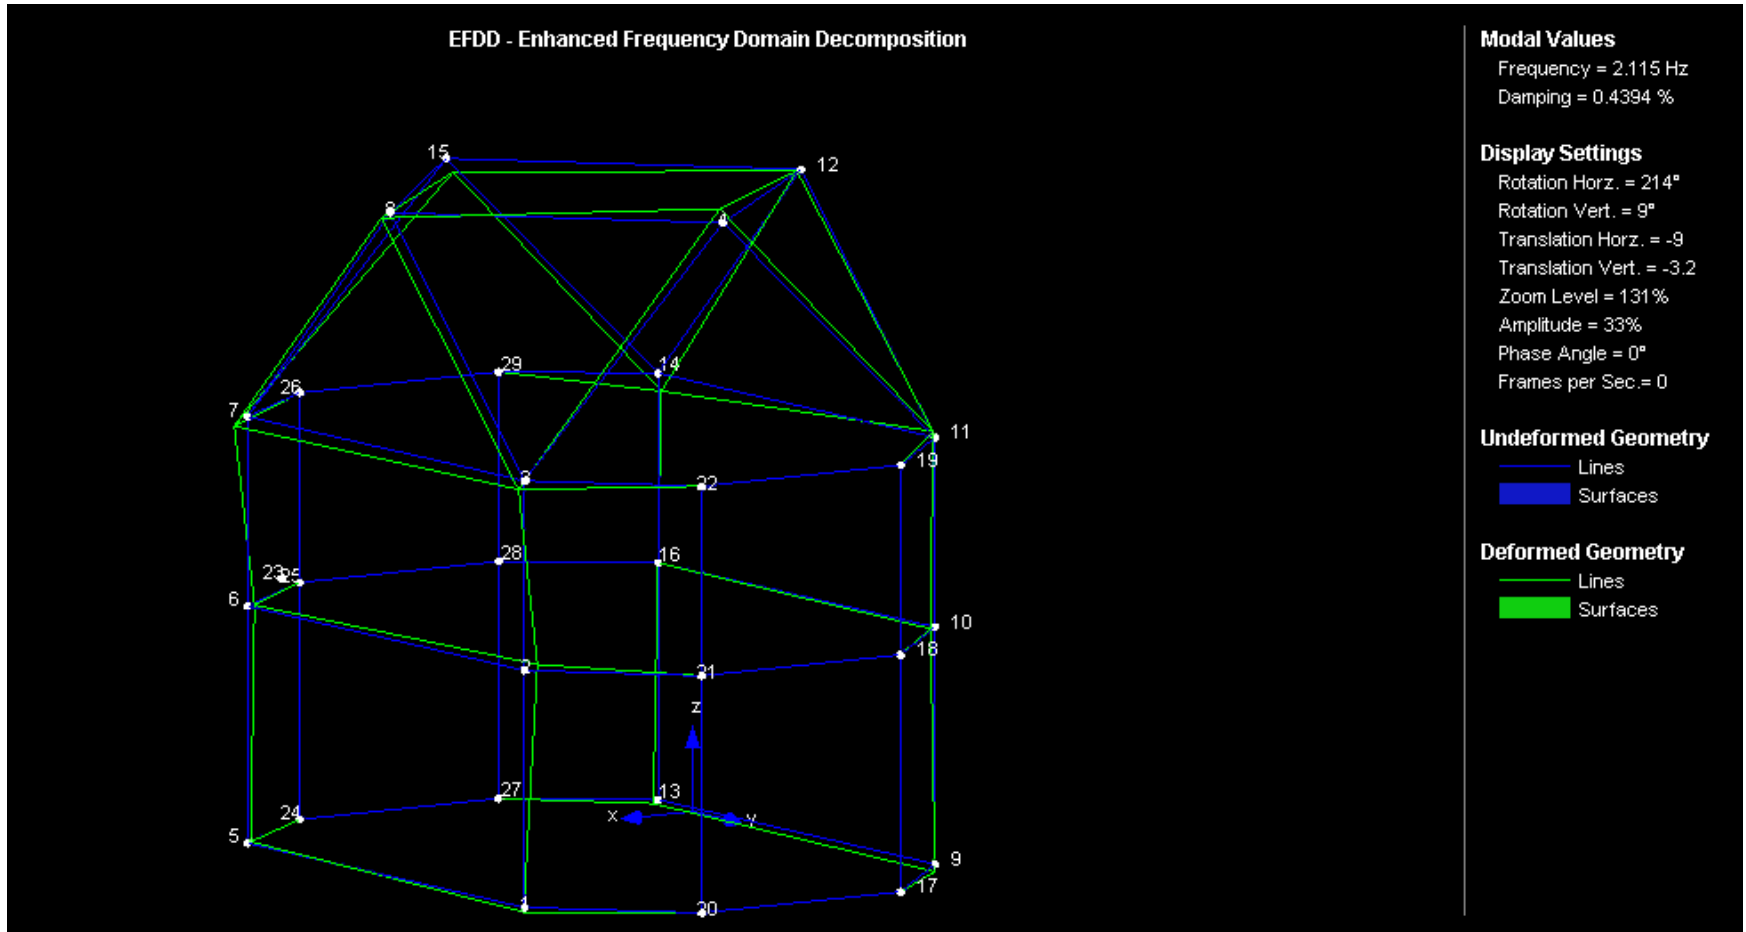 EFDD - Enhanced Frequency Domain Decomposition
Modal Values
Frequency = 2.115 Hz
Damping = 0.4394 %
Display Settings
Rotation Horz. = 214°
Rotation Vert. = 9°
Translation Horz. = -9
Translation Vert. = -3.2
Zoom Level = 131%
Amplitude = 33%
Phase Angle = 0°
Frames per Sec.= 0
Undeformed Geometry
Lines
Surfaces
Deformed Geometry
Lines
Surfaces
15
12
8
4
29
14
26
7
11
19
3
22
28
16
23
25
6
10
18
2
21
z
27
13
x
y
24
5
9
17
1
20